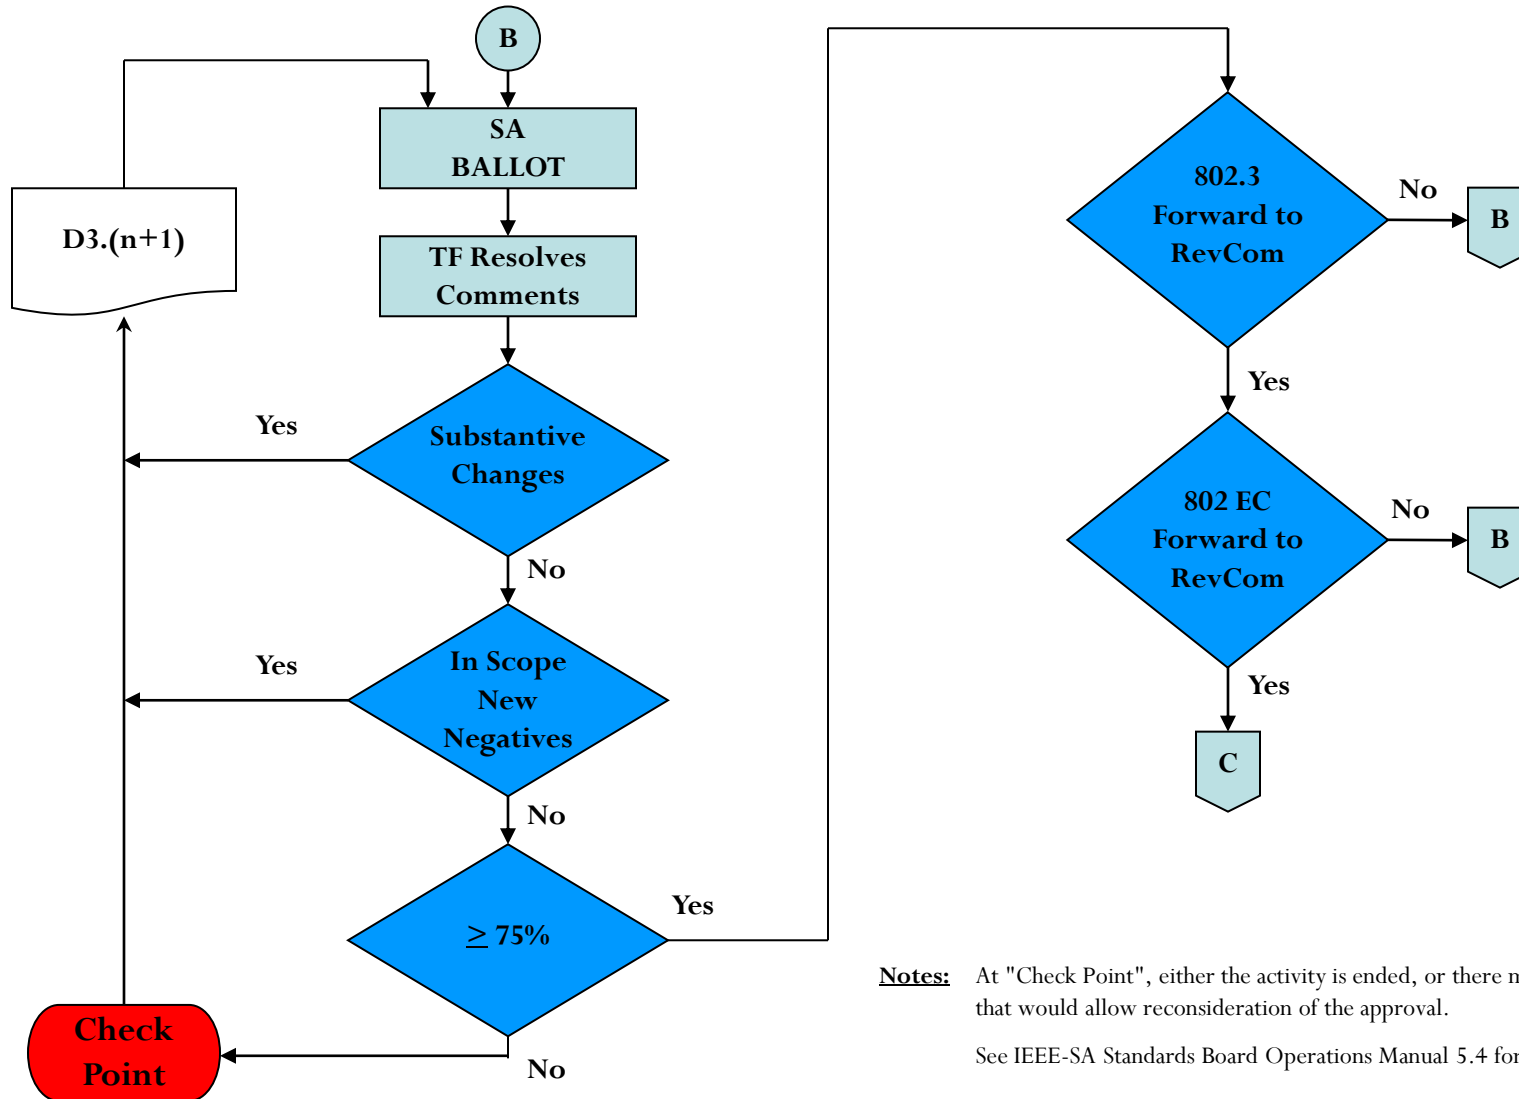 B
SA
BALLOT
D3.(n+1)
TF Resolves
Comments
Yes
Substantive
Changes
No
Yes
In Scope
New
Negatives
No
≥ 75%
Yes
Check
Point
No
802.3
Forward to
RevCom
No
B
Yes
802 EC
Forward to
RevCom
No
B
Yes
C
Notes: At "Check Point", either the activity is ended, or there
that would allow reconsideration of the approval.
See IEEE-SA Standards Board Operations Manual 5.4 for